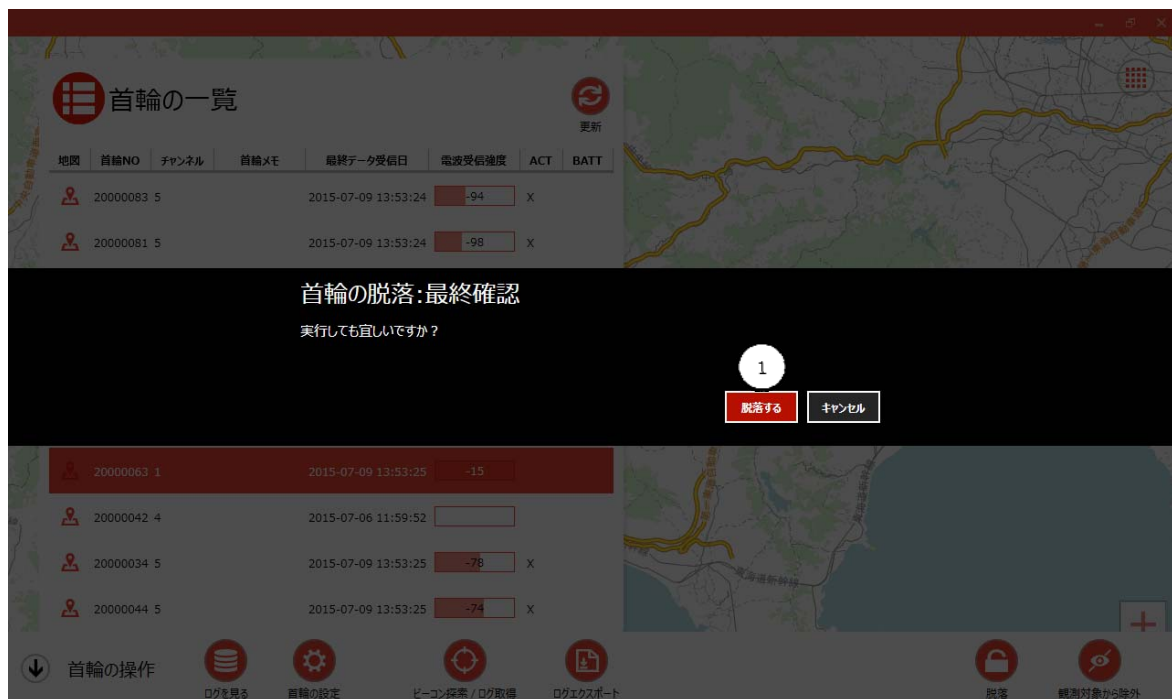 首輪の一覧
更新
地図 首輪NO チャンネル 首輪メモ 最終データ受信日 電波受信強度 ACT BATT
20000083 5 2015-07-09 13:53:24 -94 X
20000081 5 2015-07-09 13:53:24 -98 X
首輪の脱落:最終確認
実行しても宜しいですか？
1
脱落する キャンセル
20000063 1 2015-07-09 13:53:25 -15
20000042 4 2015-07-06 11:59:52
20000034 5 2015-07-09 13:53:25 -78 X
20000044 5 2015-07-09 13:53:25 -74 X
東海道新幹線
首輪の操作
ログを見る 首輪の設定 ビーコン探索 / ログ取得 ログエクスポート 脱落 観測対象から除外